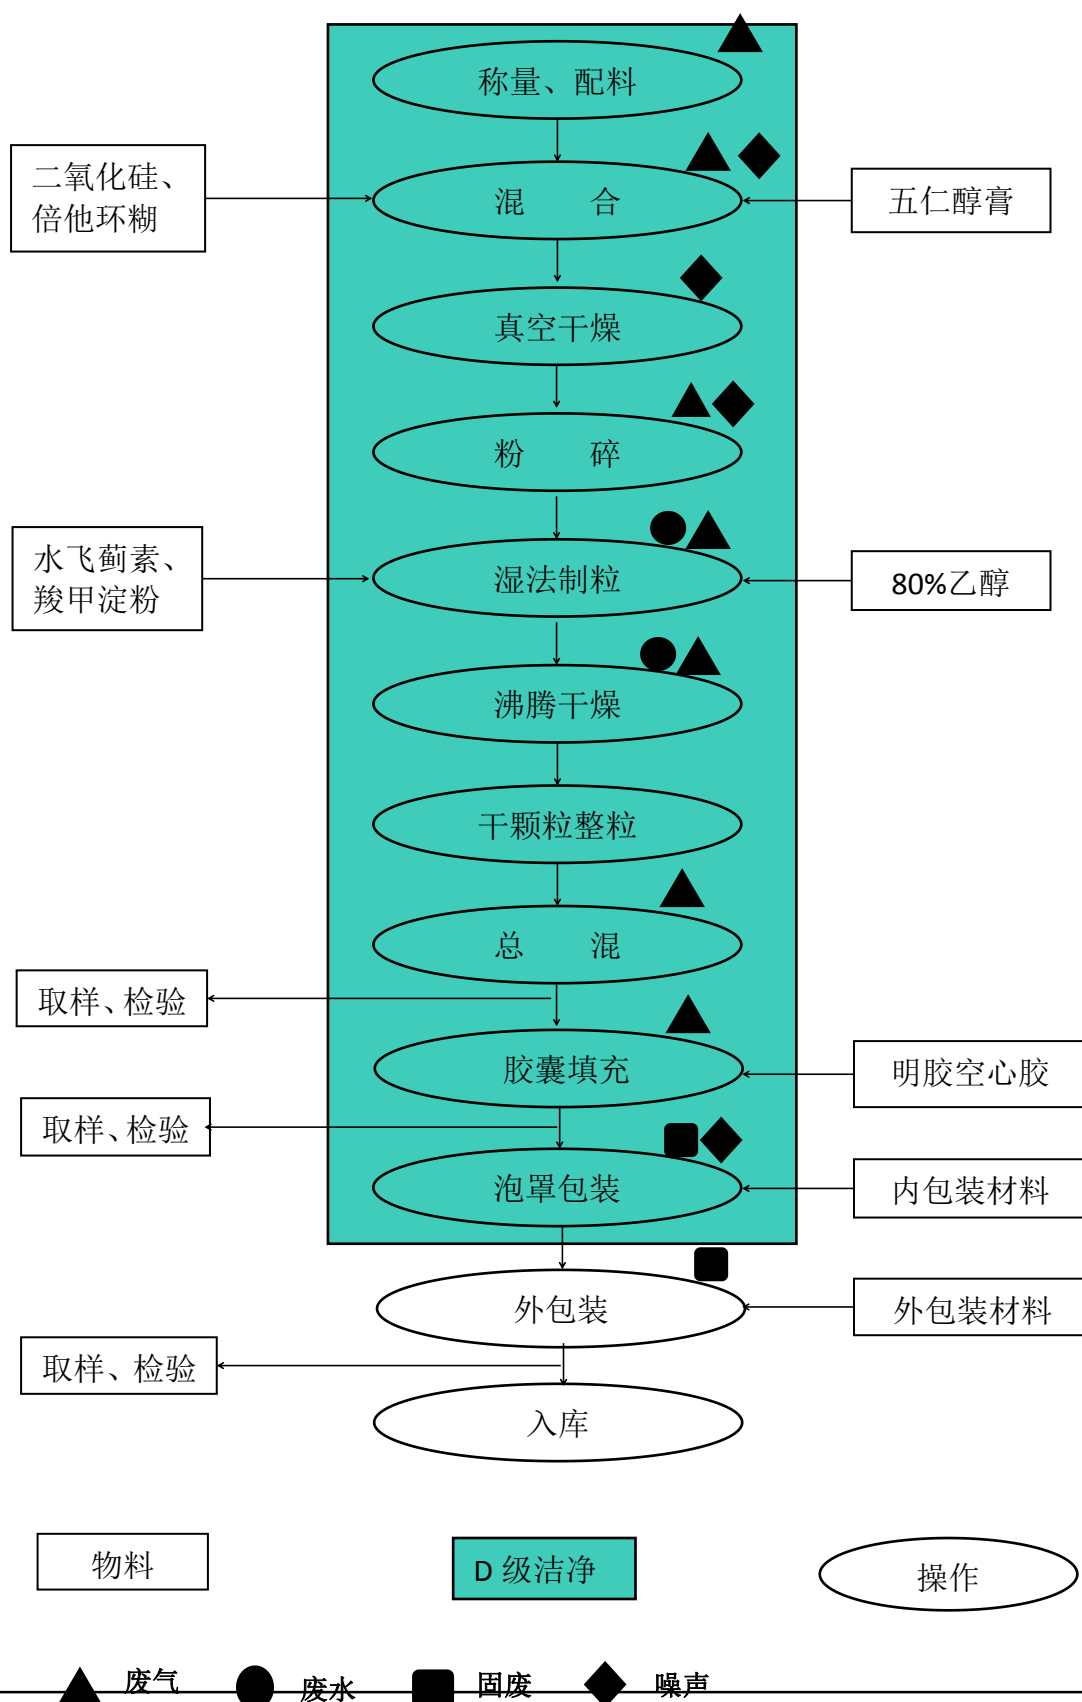 称量、配料
二氧化硅、
倍他环糊
混 合
五仁醇膏
真空干燥
粉 碎
水飞蓟素、
羧甲淀粉
湿法制粒
80%乙醇
沸腾干燥
干颗粒整粒
总 混
取样、检验
胶囊填充
明胶空心胶
取样、检验
泡罩包装
内包装材料
外包装
外包装材料
取样、检验
入库
物料
D 级洁净
操作
废气
废水
固废
噪声